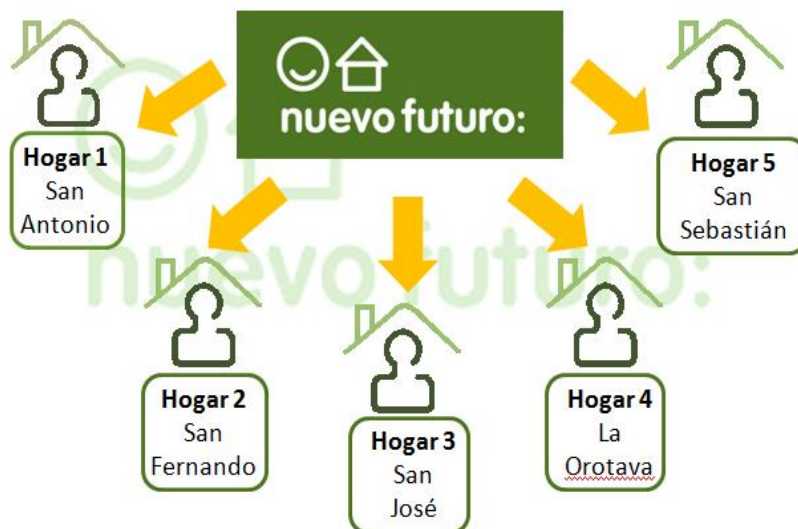 nuevo futuro:
Hogar 1
San
Antonio
Hogar 5
San
Sebastián
nuevo futuro:
Hogar 2
San
Fernando
Hogar 3
San
José
Hogar 4
La
Orotava